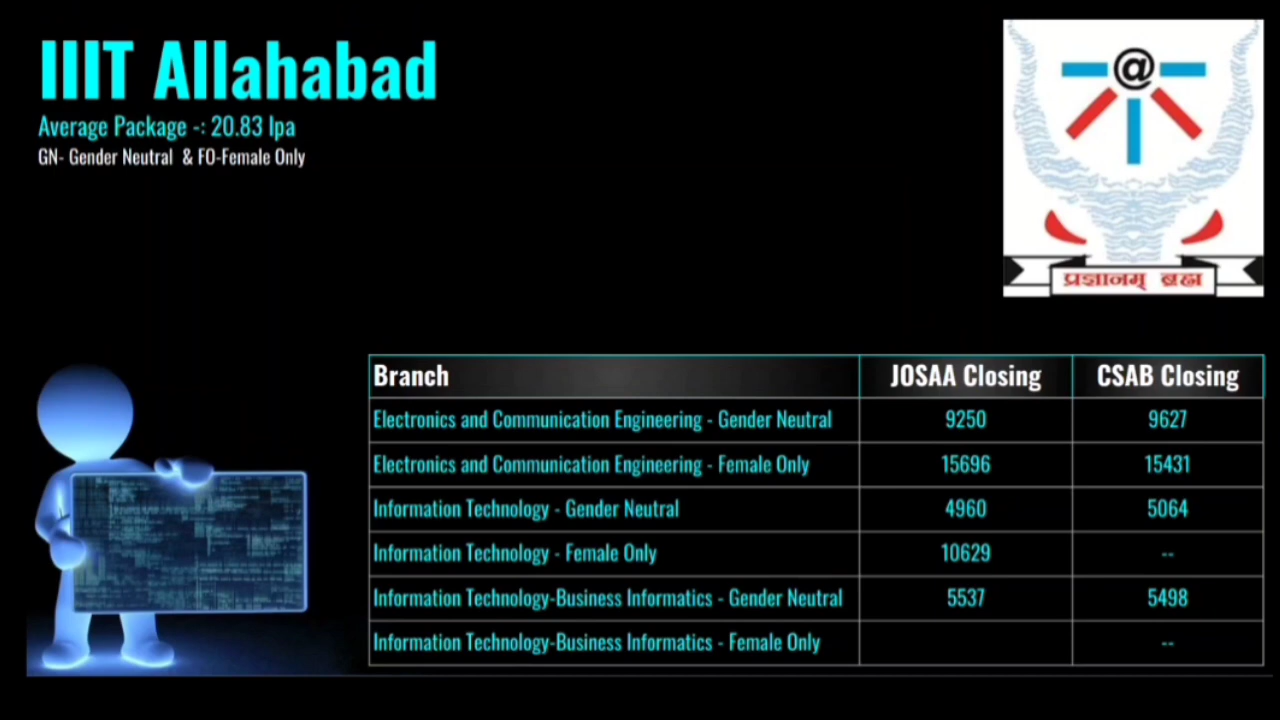 IIIT Allahabad
Average Package -: 20.83 lpa
GN- Gender Neutral & FO-Female Only
@
प्रज्ञानम् ब्रह्म
Branch JOSAA Closing CSAB Closing
Electronics and Communication Engineering - Gender Neutral 9250 9627
Electronics and Communication Engineering - Female Only 15696 15431
Information Technology - Gender Neutral 4960 5064
Information Technology - Female Only 10629 --
Information Technology-Business Informatics - Gender Neutral 5537 5498
Information Technology-Business Informatics - Female Only --